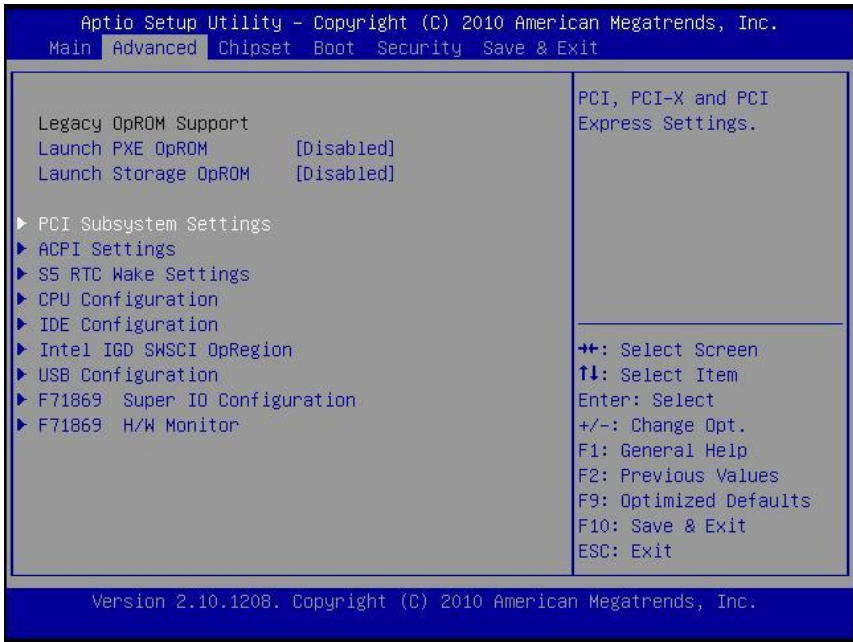 Aptio Setup Utility – Copyright (C) 2010 American Megatrends, Inc.
Main Advanced Chipset Boot Security Save & Exit
Legacy OpROM Support
Launch PXE OpROM [Disabled]
Launch Storage OpROM [Disabled]
▶ PCI Subsystem Settings
▶ ACPI Settings
▶ S5 RTC Wake Settings
▶ CPU Configuration
▶ IDE Configuration
▶ Intel IGD SWSCI OpRegion
▶ USB Configuration
▶ F71869 Super IO Configuration
▶ F71869 H/W Monitor
PCI, PCI-X and PCI
Express Settings.
→←: Select Screen
↑↓: Select Item
Enter: Select
+/-: Change Opt.
F1: General Help
F2: Previous Values
F9: Optimized Defaults
F10: Save & Exit
ESC: Exit
Version 2.10.1208. Copyright (C) 2010 American Megatrends, Inc.